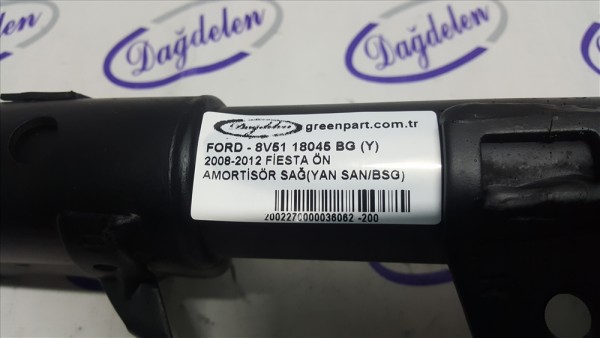 Dağdelen
Dağdelen
Dağdelen greenpart.com.tr
FORD - 8V51 18045 BG (Y)
2008-2012 FİESTA ÖN
AMORTİSÖR SAĞ(YAN SAN/BSG)
2002270000036062 -200